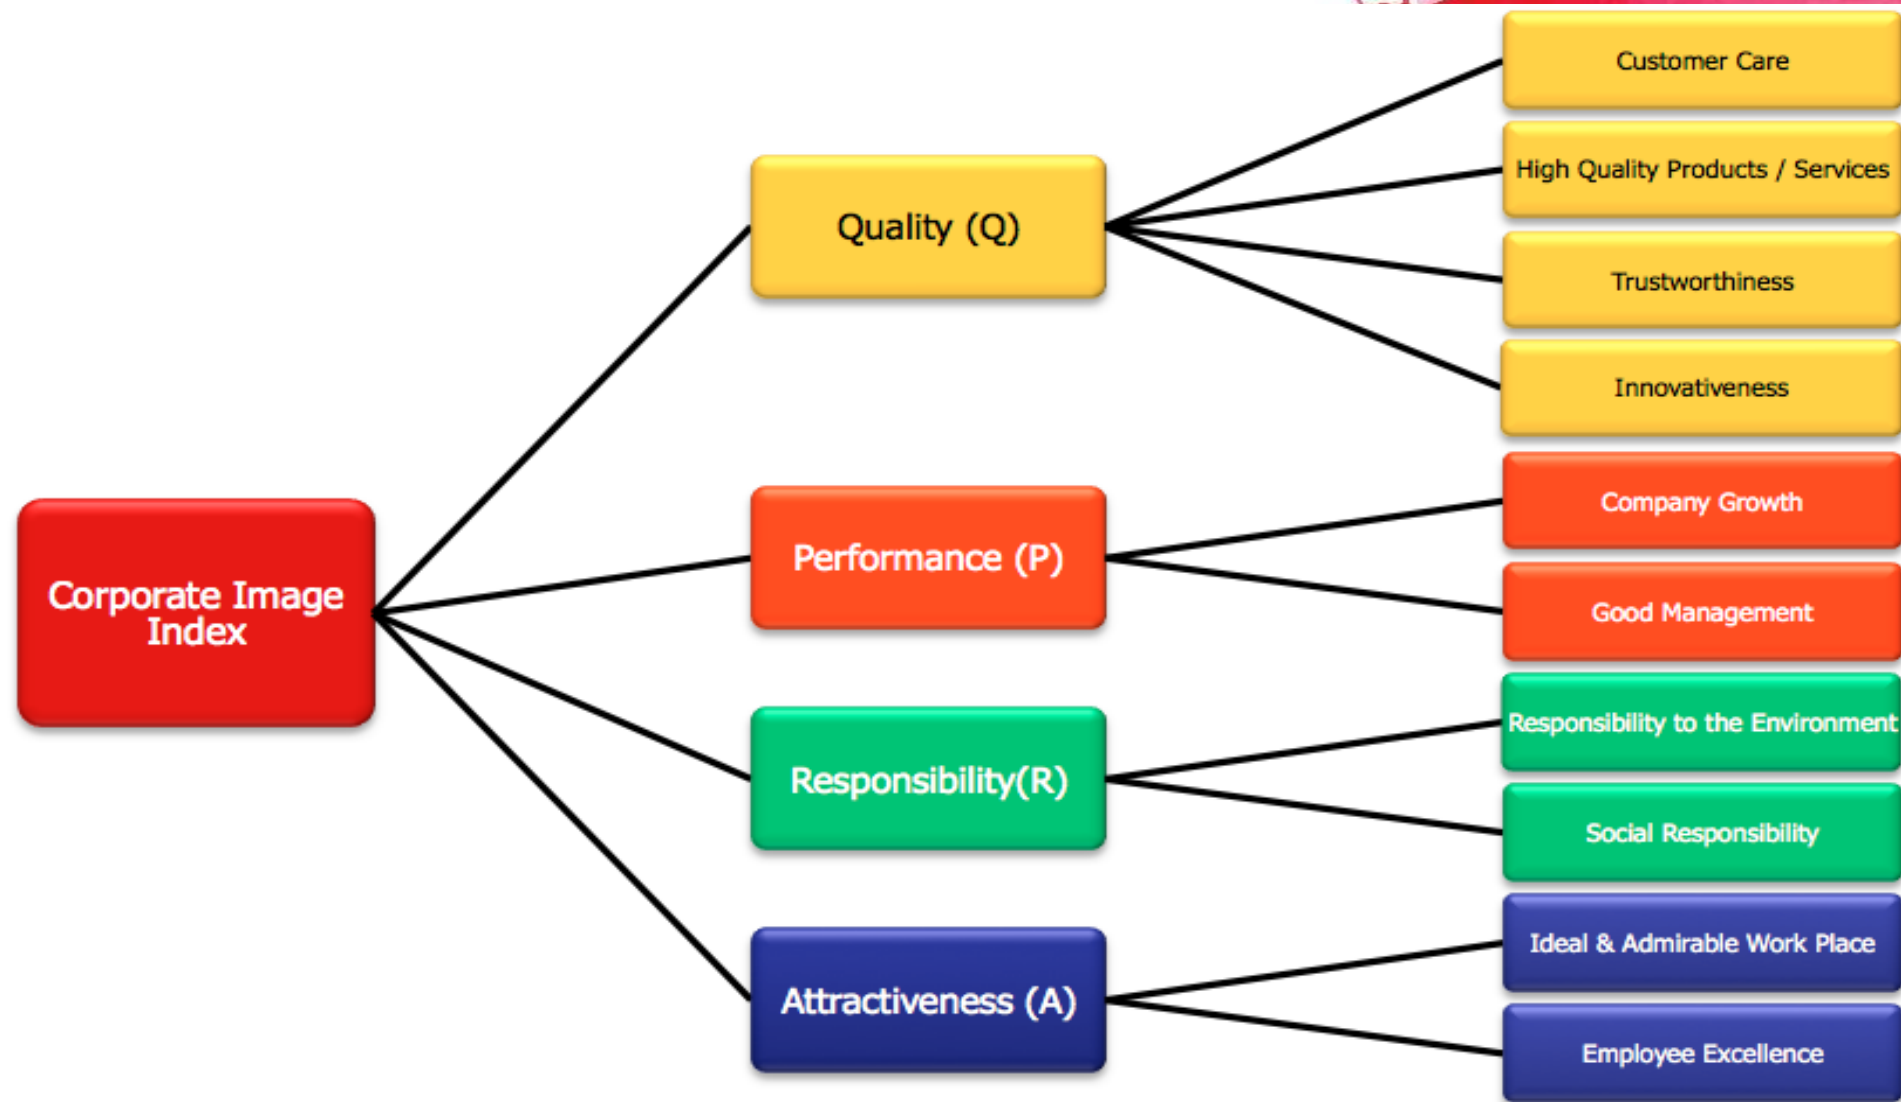 Corporate Image
Index
Quality (Q)
Customer Care
High Quality Products / Services
Trustworthiness
Innovativeness
Performance (P)
Company Growth
Good Management
Responsibility(R)
Responsibility to the Environment
Social Responsibility
Attractiveness (A)
Ideal & Admirable Work Place
Employee Excellence